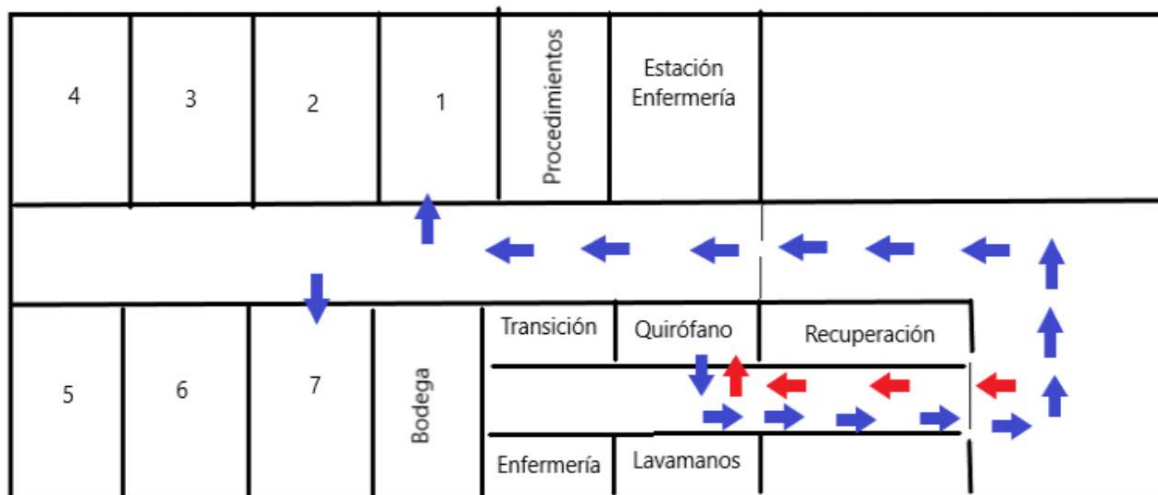 4
3
2
1
Procedimientos
Estación
Enfermería
5
6
7
Bodega
Transición
Quirófano
Recuperación
Enfermería
Lavamanos